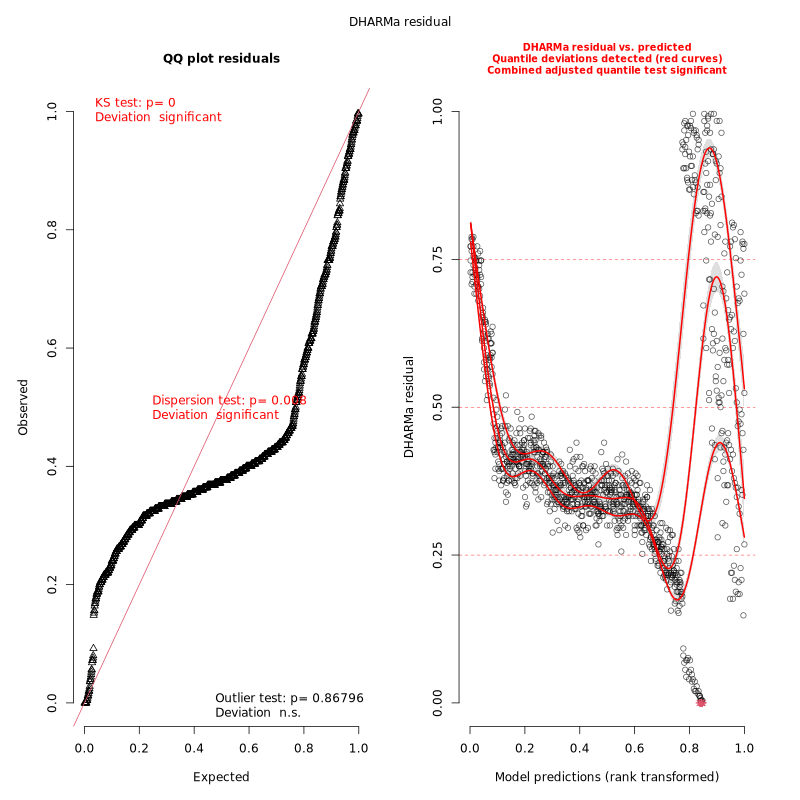 DHARMa residual
QQ plot residuals
KS test: p= 0
Deviation  significant
Dispersion test: p= 0.008
Deviation  significant
Outlier test: p= 0.86796
Deviation  n.s.
Observed
0.0
0.2
0.4
0.6
0.8
1.0
0.0
0.2
0.4
0.6
0.8
1.0
Expected
DHARMa residual vs. predicted
Quantile deviations detected (red curves)
Combined adjusted quantile test significant
DHARMa residual
0.00
0.25
0.50
0.75
1.00
0.0
0.2
0.4
0.6
0.8
1.0
Model predictions (rank transformed)